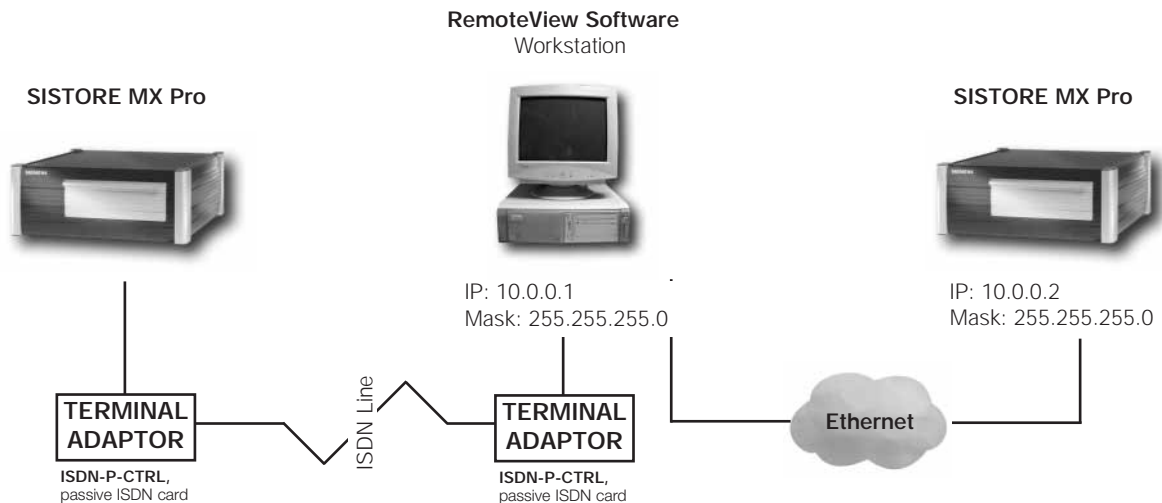 RemoteView Software
Workstation
SISTORE MX Pro
SISTORE MX Pro
SIEMENS
SIEMENS
IP: 10.0.0.1
Mask: 255.255.255.0
IP: 10.0.0.2
Mask: 255.255.255.0
ISDN Line
TERMINAL
ADAPTOR
TERMINAL
ADAPTOR
Ethernet
ISDN-P-CTRL,
passive ISDN card
ISDN-P-CTRL,
passive ISDN card